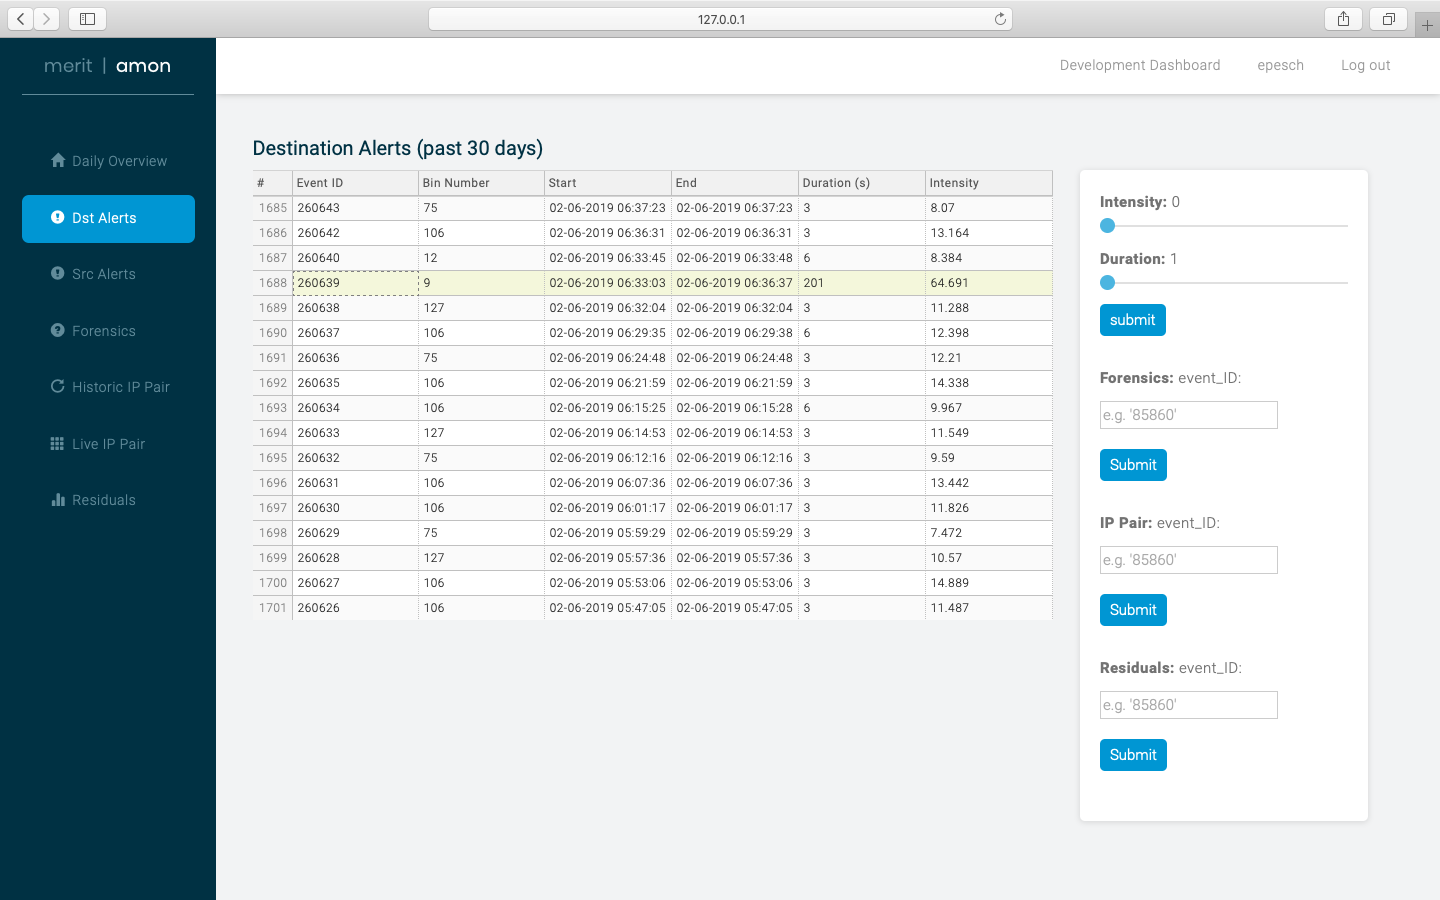 127.0.0.1
merit | amon
Development Dashboard epesch Log out
Daily Overview
Dst Alerts
Src Alerts
Forensics
Historic IP Pair
Live IP Pair
Residuals
Destination Alerts (past 30 days)
# Event ID Bin Number Start End Duration (s) Intensity
1685 260643 75 02-06-2019 06:37:23 02-06-2019 06:37:23 3 8.07
1686 260642 106 02-06-2019 06:36:31 02-06-2019 06:36:31 3 13.164
1687 260640 12 02-06-2019 06:33:45 02-06-2019 06:33:48 6 8.384
1688 260639 9 02-06-2019 06:33:03 02-06-2019 06:36:37 201 64.691
1689 260638 127 02-06-2019 06:32:04 02-06-2019 06:32:04 3 11.288
1690 260637 106 02-06-2019 06:29:35 02-06-2019 06:29:38 6 12.398
1691 260636 75 02-06-2019 06:24:48 02-06-2019 06:24:48 3 12.21
1692 260635 106 02-06-2019 06:21:59 02-06-2019 06:21:59 3 14.338
1693 260634 106 02-06-2019 06:15:25 02-06-2019 06:15:28 6 9.967
1694 260633 127 02-06-2019 06:14:53 02-06-2019 06:14:53 3 11.549
1695 260632 75 02-06-2019 06:12:16 02-06-2019 06:12:16 3 9.59
1696 260631 106 02-06-2019 06:07:36 02-06-2019 06:07:36 3 13.442
1697 260630 106 02-06-2019 06:01:17 02-06-2019 06:01:17 3 11.826
1698 260629 75 02-06-2019 05:59:29 02-06-2019 05:59:29 3 7.472
1699 260628 127 02-06-2019 05:57:36 02-06-2019 05:57:36 3 10.57
1700 260627 106 02-06-2019 05:53:06 02-06-2019 05:53:06 3 14.889
1701 260626 106 02-06-2019 05:47:05 02-06-2019 05:47:05 3 11.487
Intensity: 0
Duration: 1
submit
Forensics: event_ID:
e.g. '85860'
Submit
IP Pair: event_ID:
e.g. '85860'
Submit
Residuals: event_ID:
e.g. '85860'
Submit